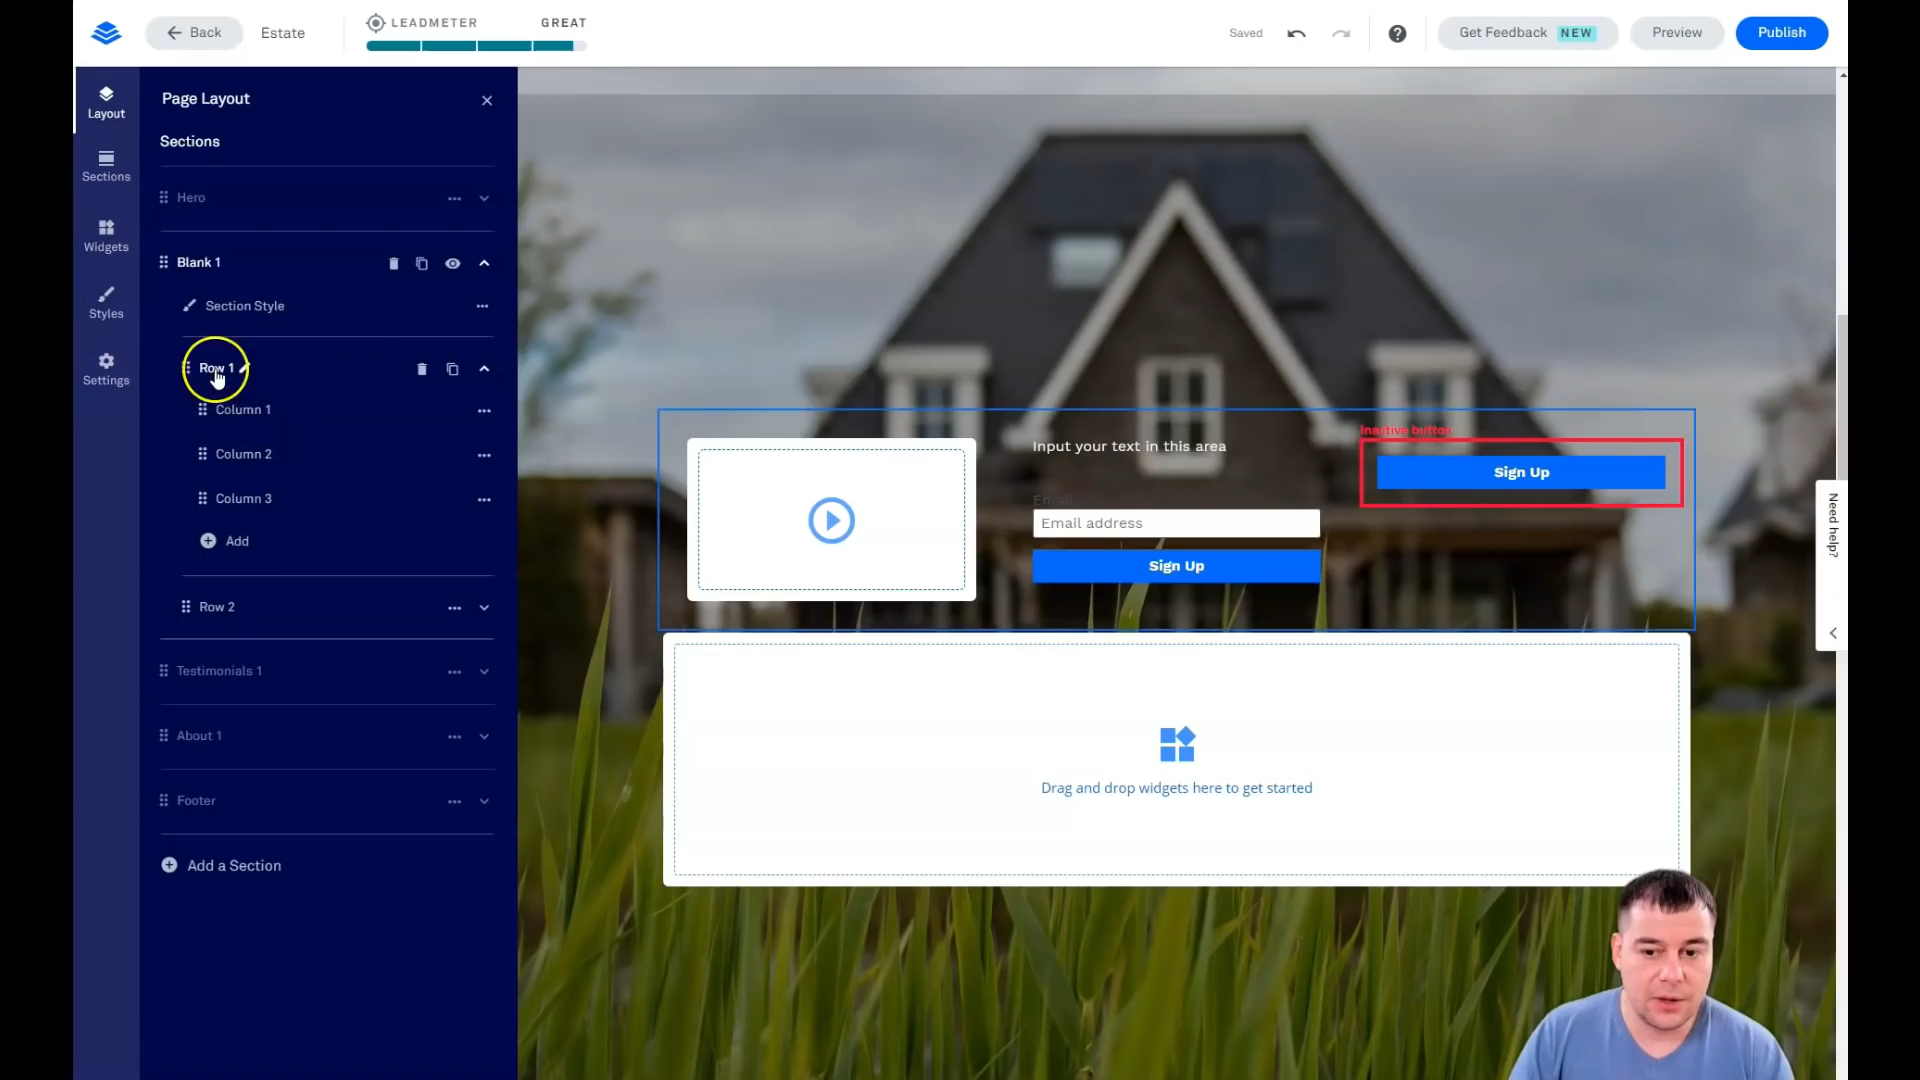 Back
Estate
LEADMETER
GREAT
Saved
Get Feedback NEW
Preview
Publish
Layout
Sections
Widgets
Styles
Settings
Page Layout
Sections
Hero
Blank 1
Section Style
Row 1
Column 1
Column 2
Column 3
Add
Row 2
Testimonials 1
About 1
Footer
Add a Section
Input your text in this area
Email
Email address
Sign Up
Inactive button
Sign Up
Drag and drop widgets here to get started
Need help?